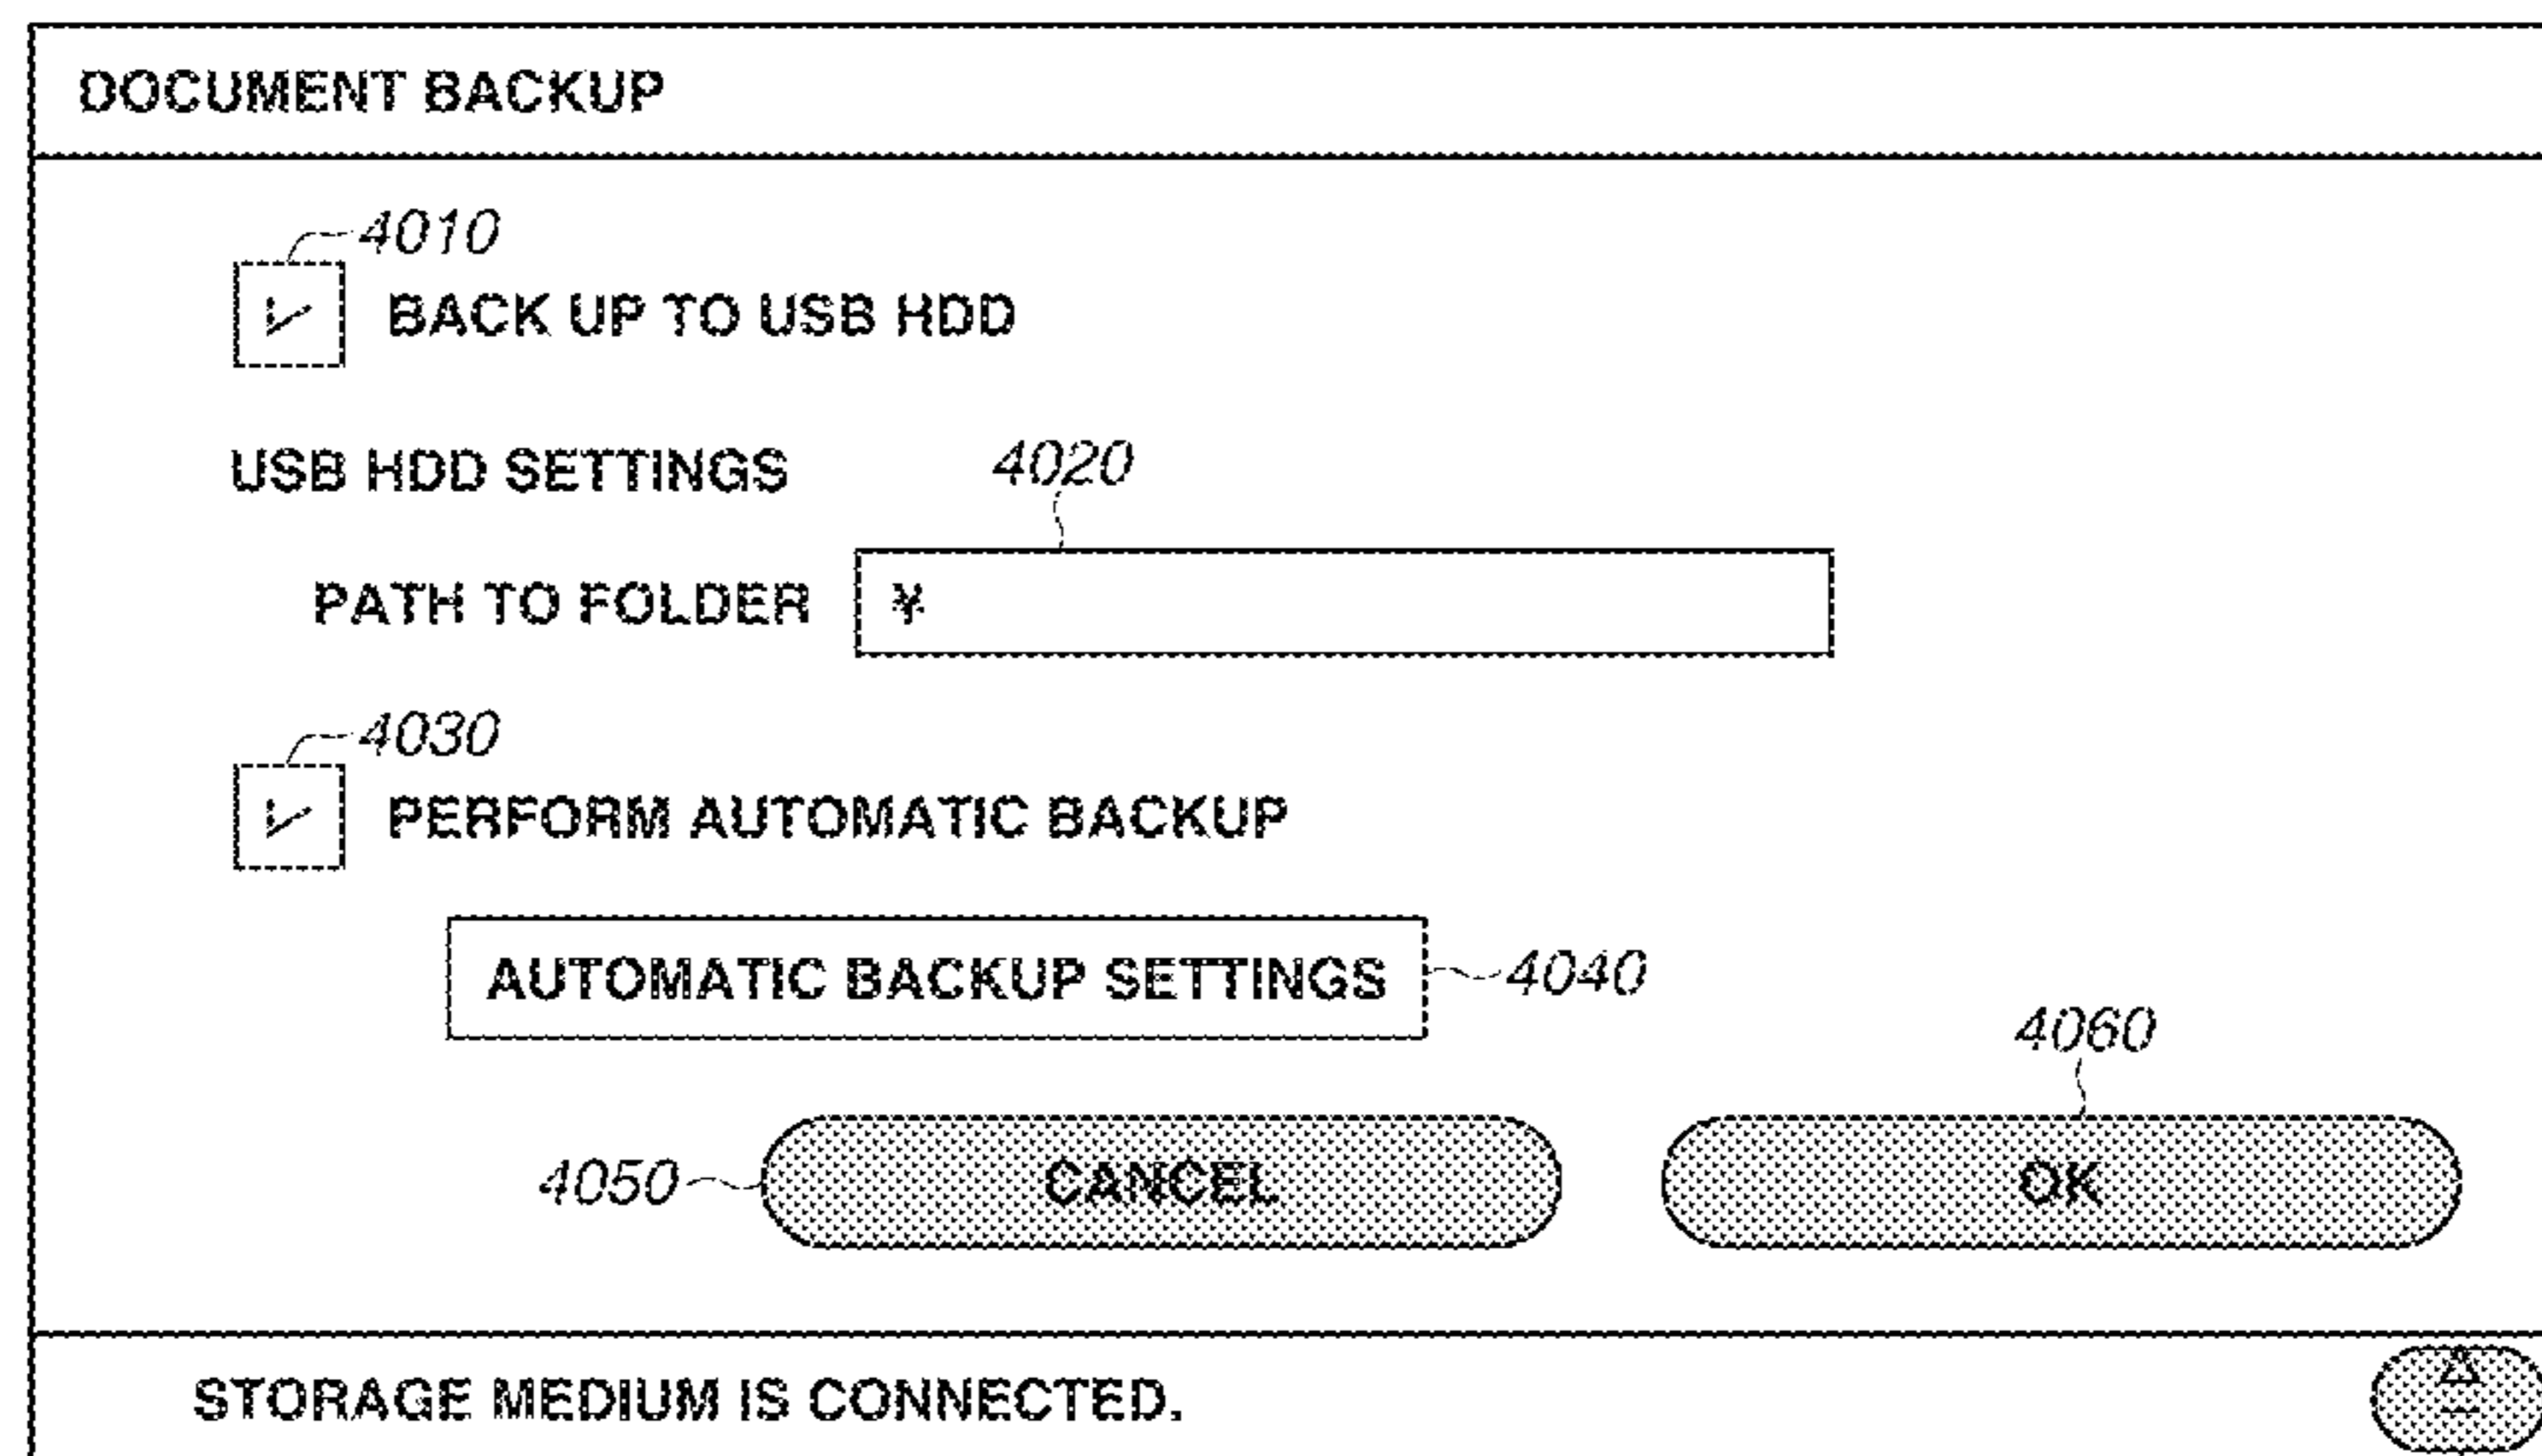 DOCUMENT BACKUP
4010
BACK UP TO USB HDD
USB HDD SETTINGS
4020
PATH TO FOLDER ¥
4030
PERFORM AUTOMATIC BACKUP
AUTOMATIC BACKUP SETTINGS 4040
4060
4050 CANCEL OK
STORAGE MEDIUM IS CONNECTED.